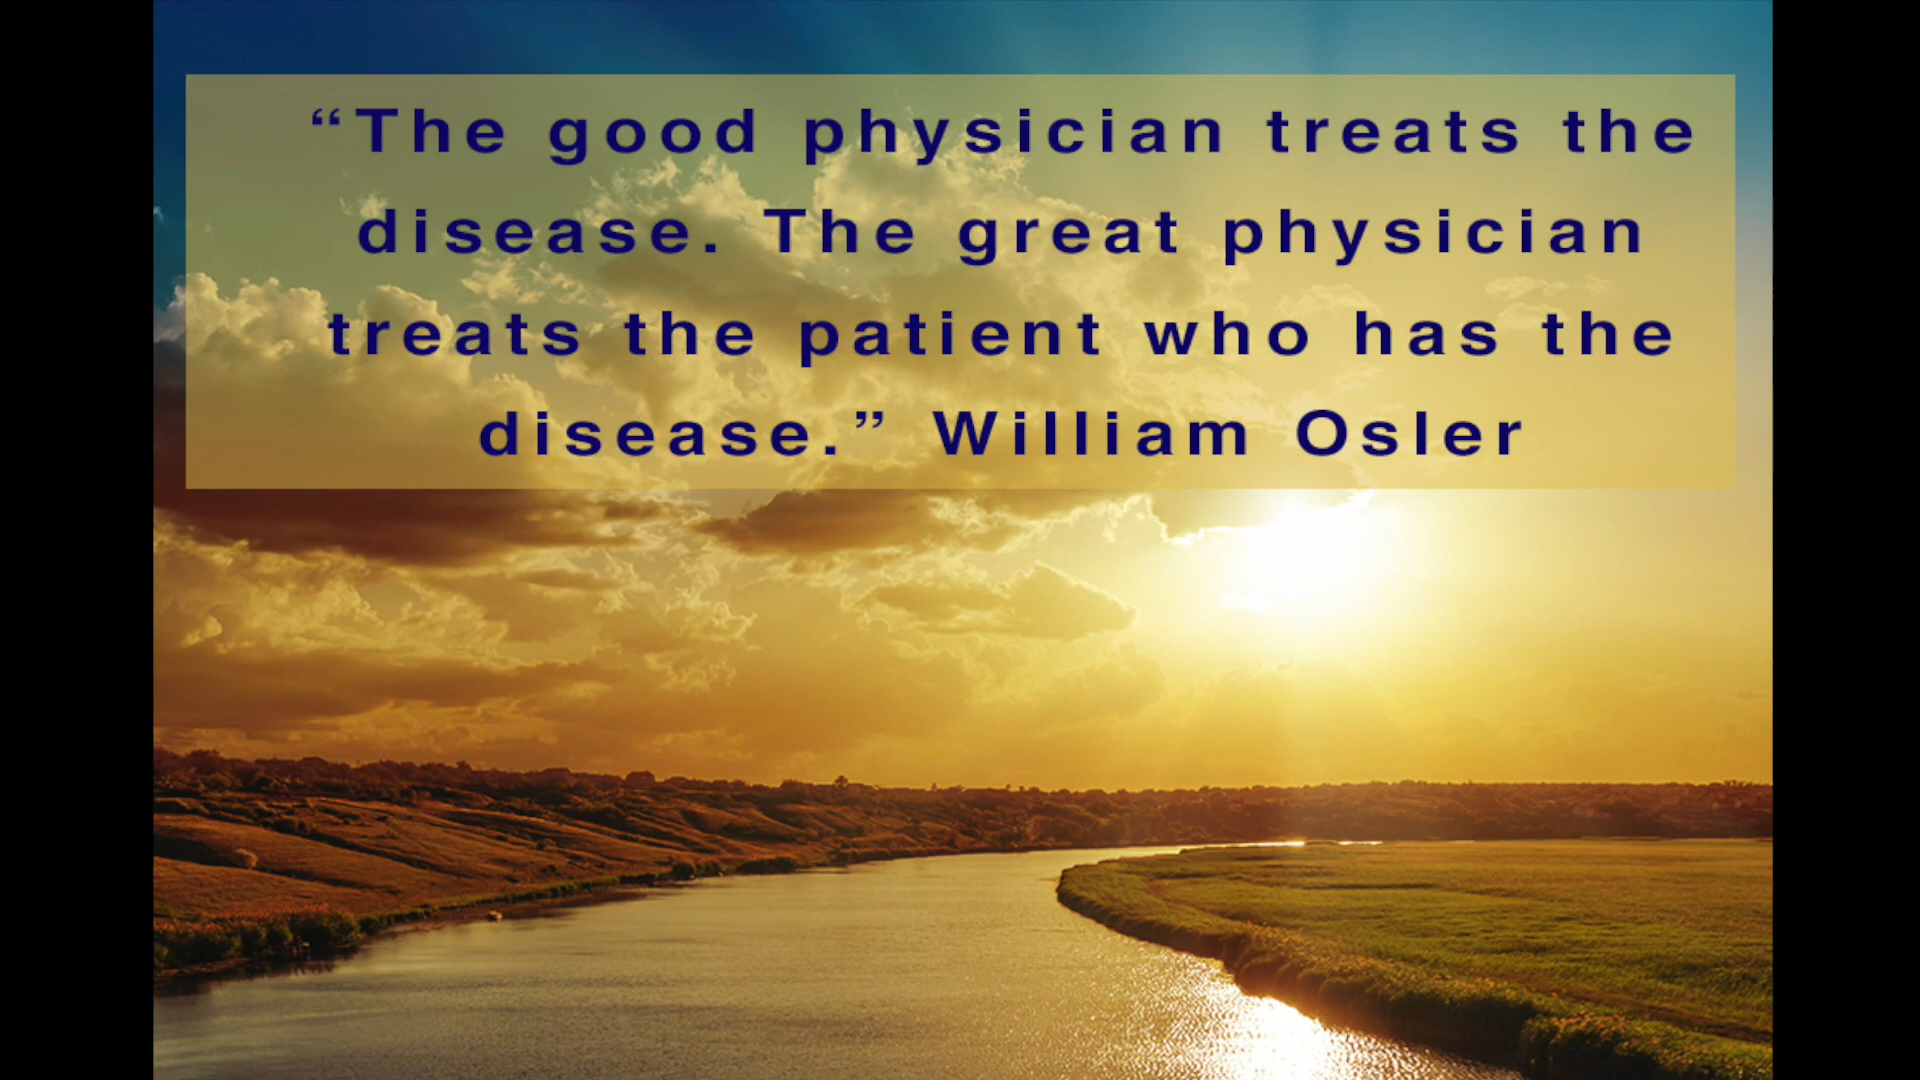 “The good physician treats the
disease. The great physician
treats the patient who has the
disease.” William Osler